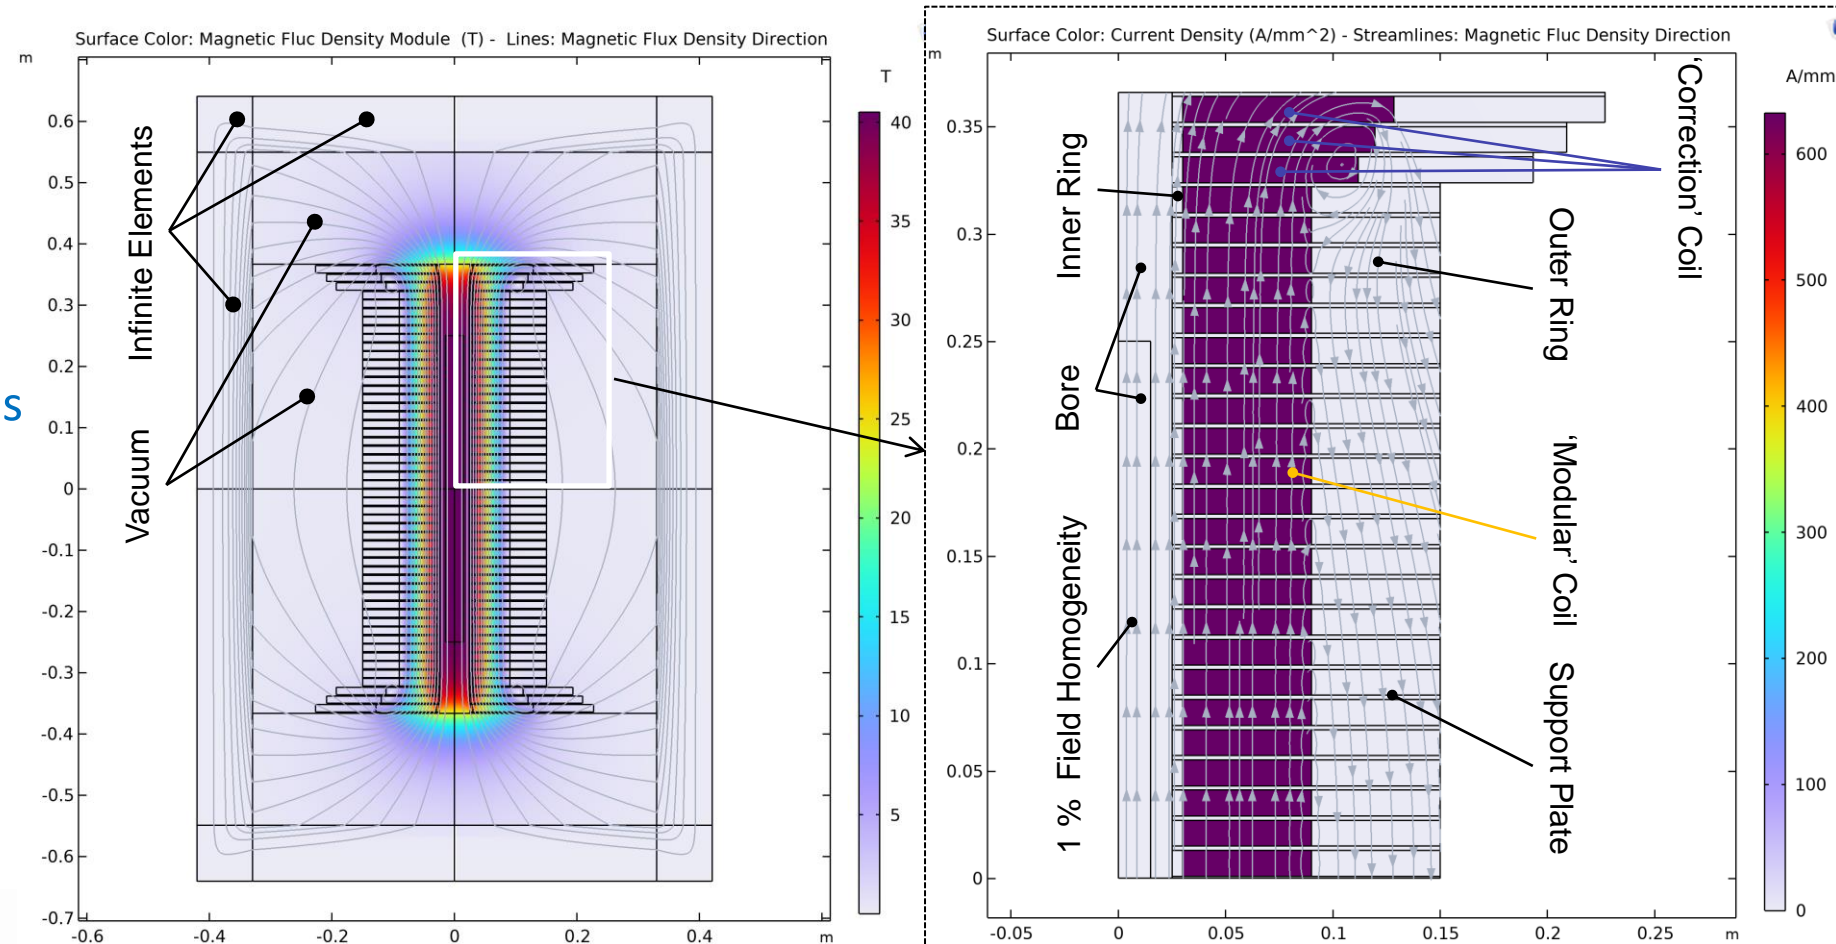 Surface Color: Magnetic Fluc Density Module  (T) -  Lines: Magnetic Flux Density Direction
m
T
0.6
0.5
0.4
0.3
0.2
0.1
0
-0.1
-0.2
-0.3
-0.4
-0.5
-0.6
-0.7
-0.6
-0.4
-0.2
0
0.2
0.4
m
40
35
30
25
20
15
10
5
Infinite Elements
Vacuum
s
Surface Color: Current Density (A/mm^2) - Streamlines: Magnetic Fluc Density Direction
m
A/mm
0.35
0.3
0.25
0.2
0.15
0.1
0.05
0
-0.05
0
0.05
0.1
0.15
0.2
0.25
m
600
500
400
300
200
100
0
Inner Ring
Bore
1 % Field Homogeneity
'Correction' Coil
Outer Ring
'Modular' Coil
Support Plate